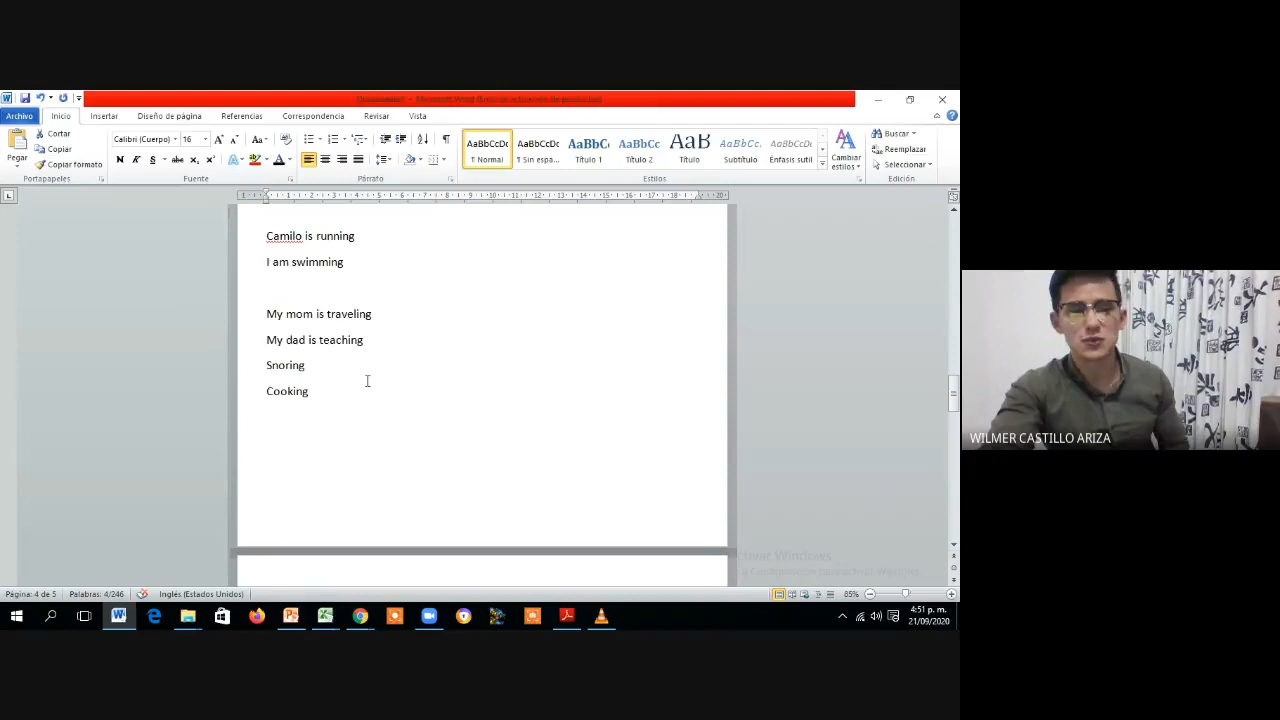 Archivo Inicio Insertar Diseño de página Referencias Correspondencia Revisar Vista
Pegar
Cortar
Copiar
Copiar formato
Portapapeles
Calibri (Cuerpo) 16
Fuente
Párrafo
AaBbCcDc AaBbCcDc AaBbC AaBbCc AaB AaBbCc. AaBbCcDc
¶ Normal ¶ Sin espa... Título 1 Título 2 Título Subtítulo Énfasis sutil
Estilos
Cambiar estilos
Buscar
Reemplazar
Seleccionar
Edición
Camilo is running
I am swimming
My mom is traveling
My dad is teaching
Snoring
Cooking
WILMER CASTILLO ARIZA
Página: 4 de 5 Palabras: 4/246 Inglés (Estados Unidos) 85%
4:51 p. m.
21/09/2020